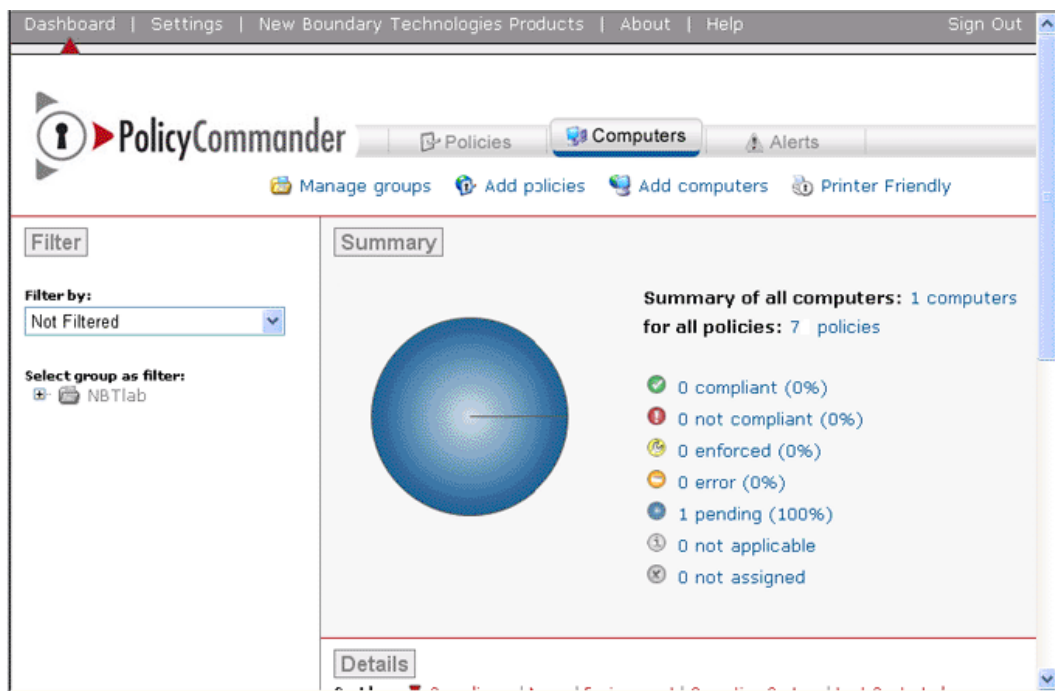 Dashboard | Settings | New Boundary Technologies Products | About | Help Sign Out
PolicyCommander Policies Computers Alerts
Manage groups Add policies Add computers Printer Friendly
Filter
Summary
Filter by:
Not Filtered
Select group as filter:
NBTlab
Summary of all computers: 1 computers
for all policies: 7 policies
0 compliant (0%)
0 not compliant (0%)
0 enforced (0%)
0 error (0%)
1 pending (100%)
0 not applicable
0 not assigned
Details